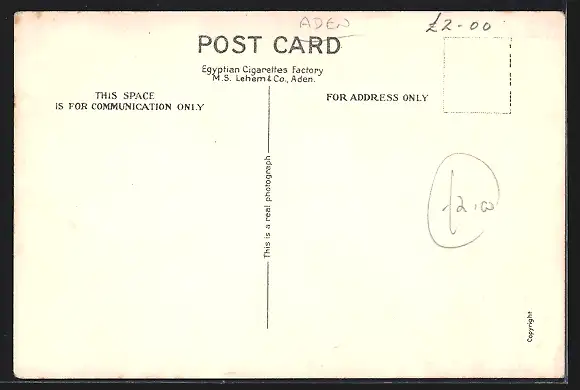 ADEN
£2-00
POST CARD
Egyptian Cigarettes Factory
M.S. Lehem & Co., Aden.
THIS SPACE
IS FOR COMMUNICATION ONLY
FOR ADDRESS ONLY
This is a real photograph
£2.00
Copyright